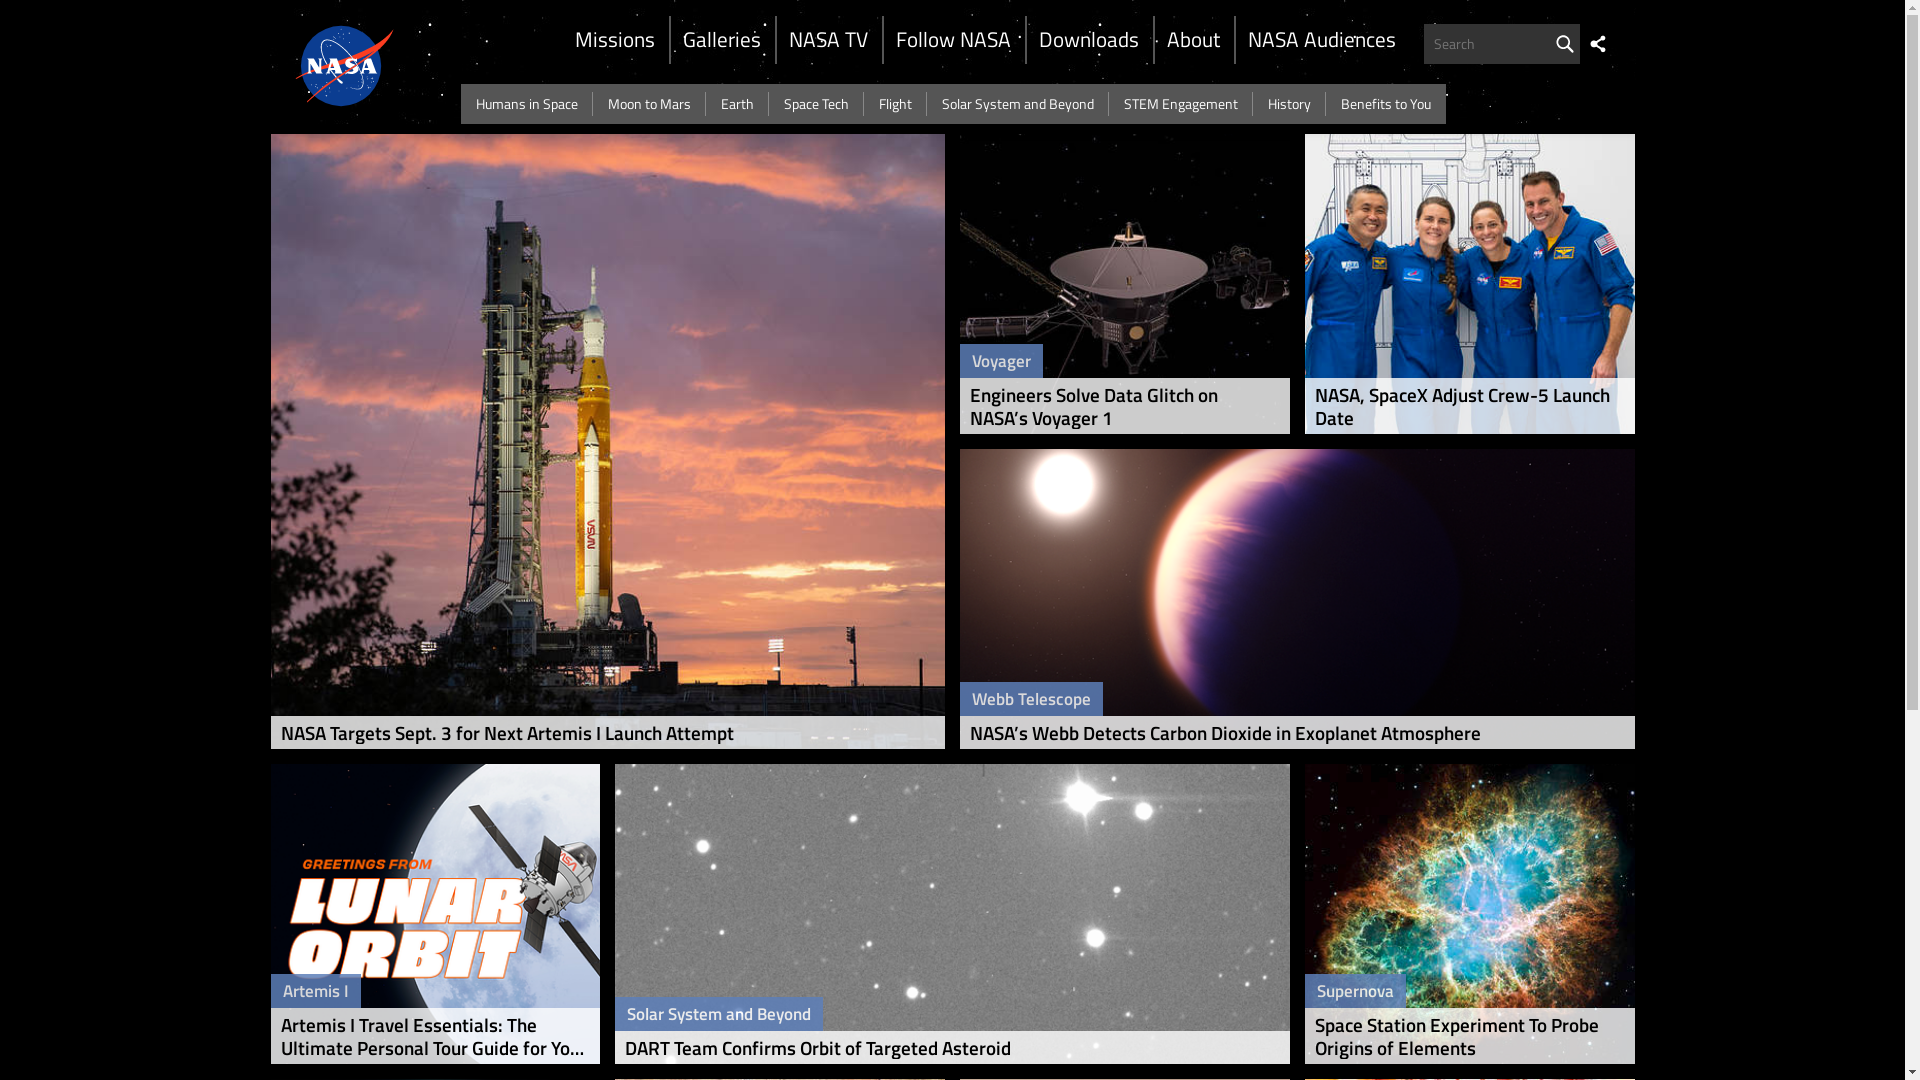 NASA
Missions
Galleries
NASA TV
Follow NASA
Downloads
About
NASA Audiences
Search
Humans in Space
Moon to Mars
Earth
Space Tech
Flight
Solar System and Beyond
STEM Engagement
History
Benefits to You
NASA
NASA Targets Sept. 3 for Next Artemis I Launch Attempt
Voyager
Engineers Solve Data Glitch on
NASA’s Voyager 1
NASA, SpaceX Adjust Crew-5 Launch
Date
Webb Telescope
NASA’s Webb Detects Carbon Dioxide in Exoplanet Atmosphere
GREETINGS FROM
LUNAR
ORBIT
NASA
Artemis I
Artemis I Travel Essentials: The
Ultimate Personal Tour Guide for Yo...
Solar System and Beyond
DART Team Confirms Orbit of Targeted Asteroid
Supernova
Space Station Experiment To Probe
Origins of Elements